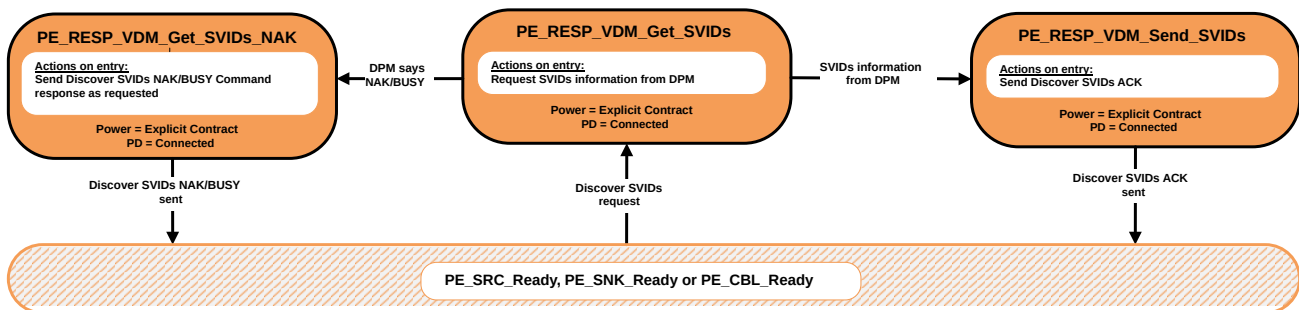 PE_RESP_VDM_Get_SVIDs_NAK
Actions on entry:
Send Discover SVIDs NAK/BUSY Command
response as requested
Power = Explicit Contract
PD = Connected
DPM says
NAK/BUSY
PE_RESP_VDM_Get_SVIDs
Actions on entry:
Request SVIDs information from DPM
Power = Explicit Contract
PD = Connected
SVIDs information
from DPM
PE_RESP_VDM_Send_SVIDs
Actions on entry:
Send Discover SVIDs ACK
Power = Explicit Contract
PD = Connected
Discover SVIDs NAK/BUSY
sent
Discover SVIDs
request
Discover SVIDs ACK
sent
PE_SRC_Ready, PE_SNK_Ready or PE_CBL_Ready